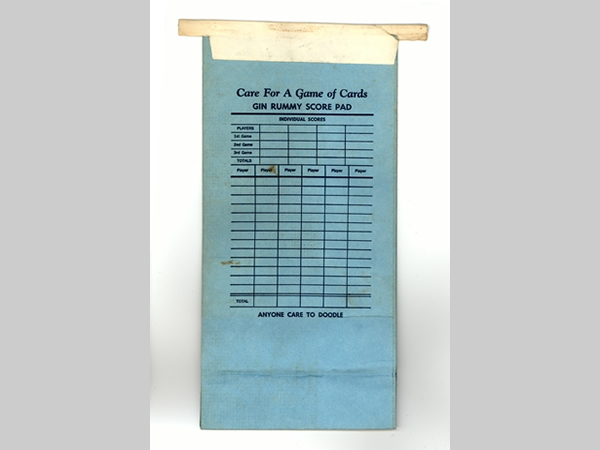 Care For A Game of Cards
GIN RUMMY SCORE PAD
INDIVIDUAL SCORES
PLAYERS
1st Game
2nd Game
3rd Game
TOTALS
Player Player Player Player Player Player
TOTAL
ANYONE CARE TO DOODLE